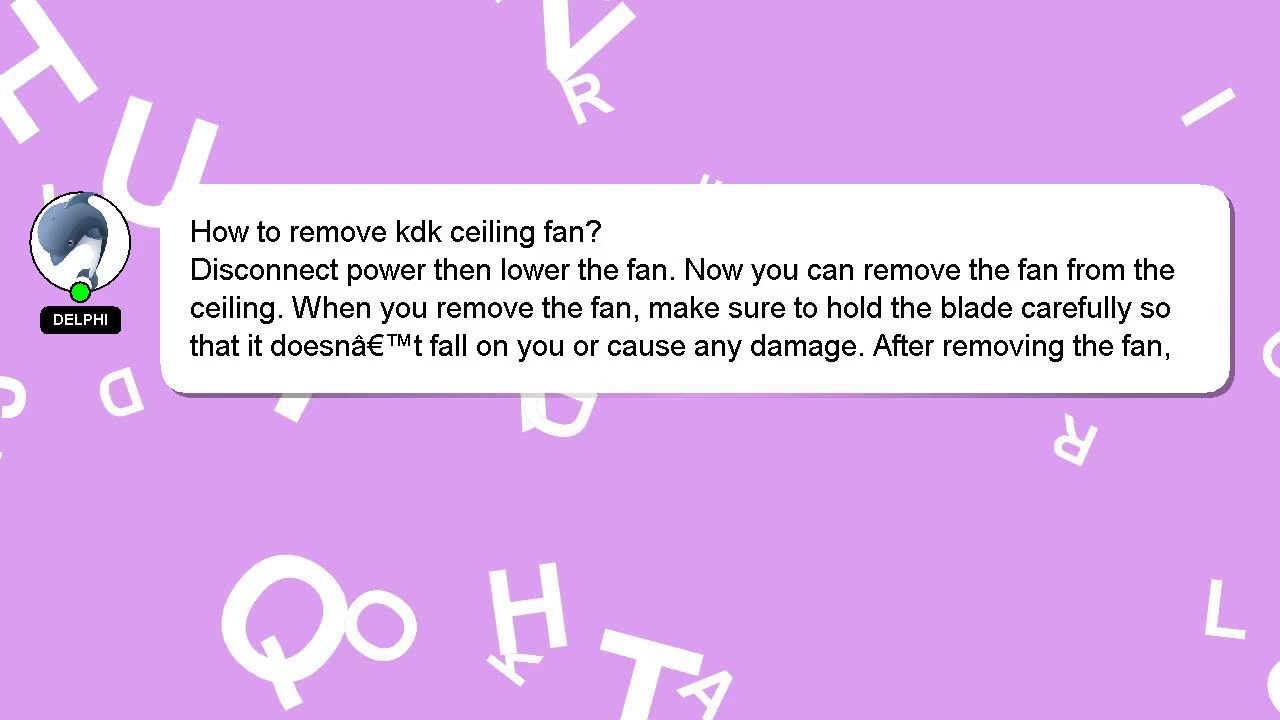 H
V
R
U
I
DELPHI
How to remove kdk ceiling fan?
Disconnect power then lower the fan. Now you can remove the fan from the
ceiling. When you remove the fan, make sure to hold the blade carefully so
that it doesnâ€™t fall on you or cause any damage. After removing the fan,
D
R
Q
O
H
K
T
A
L